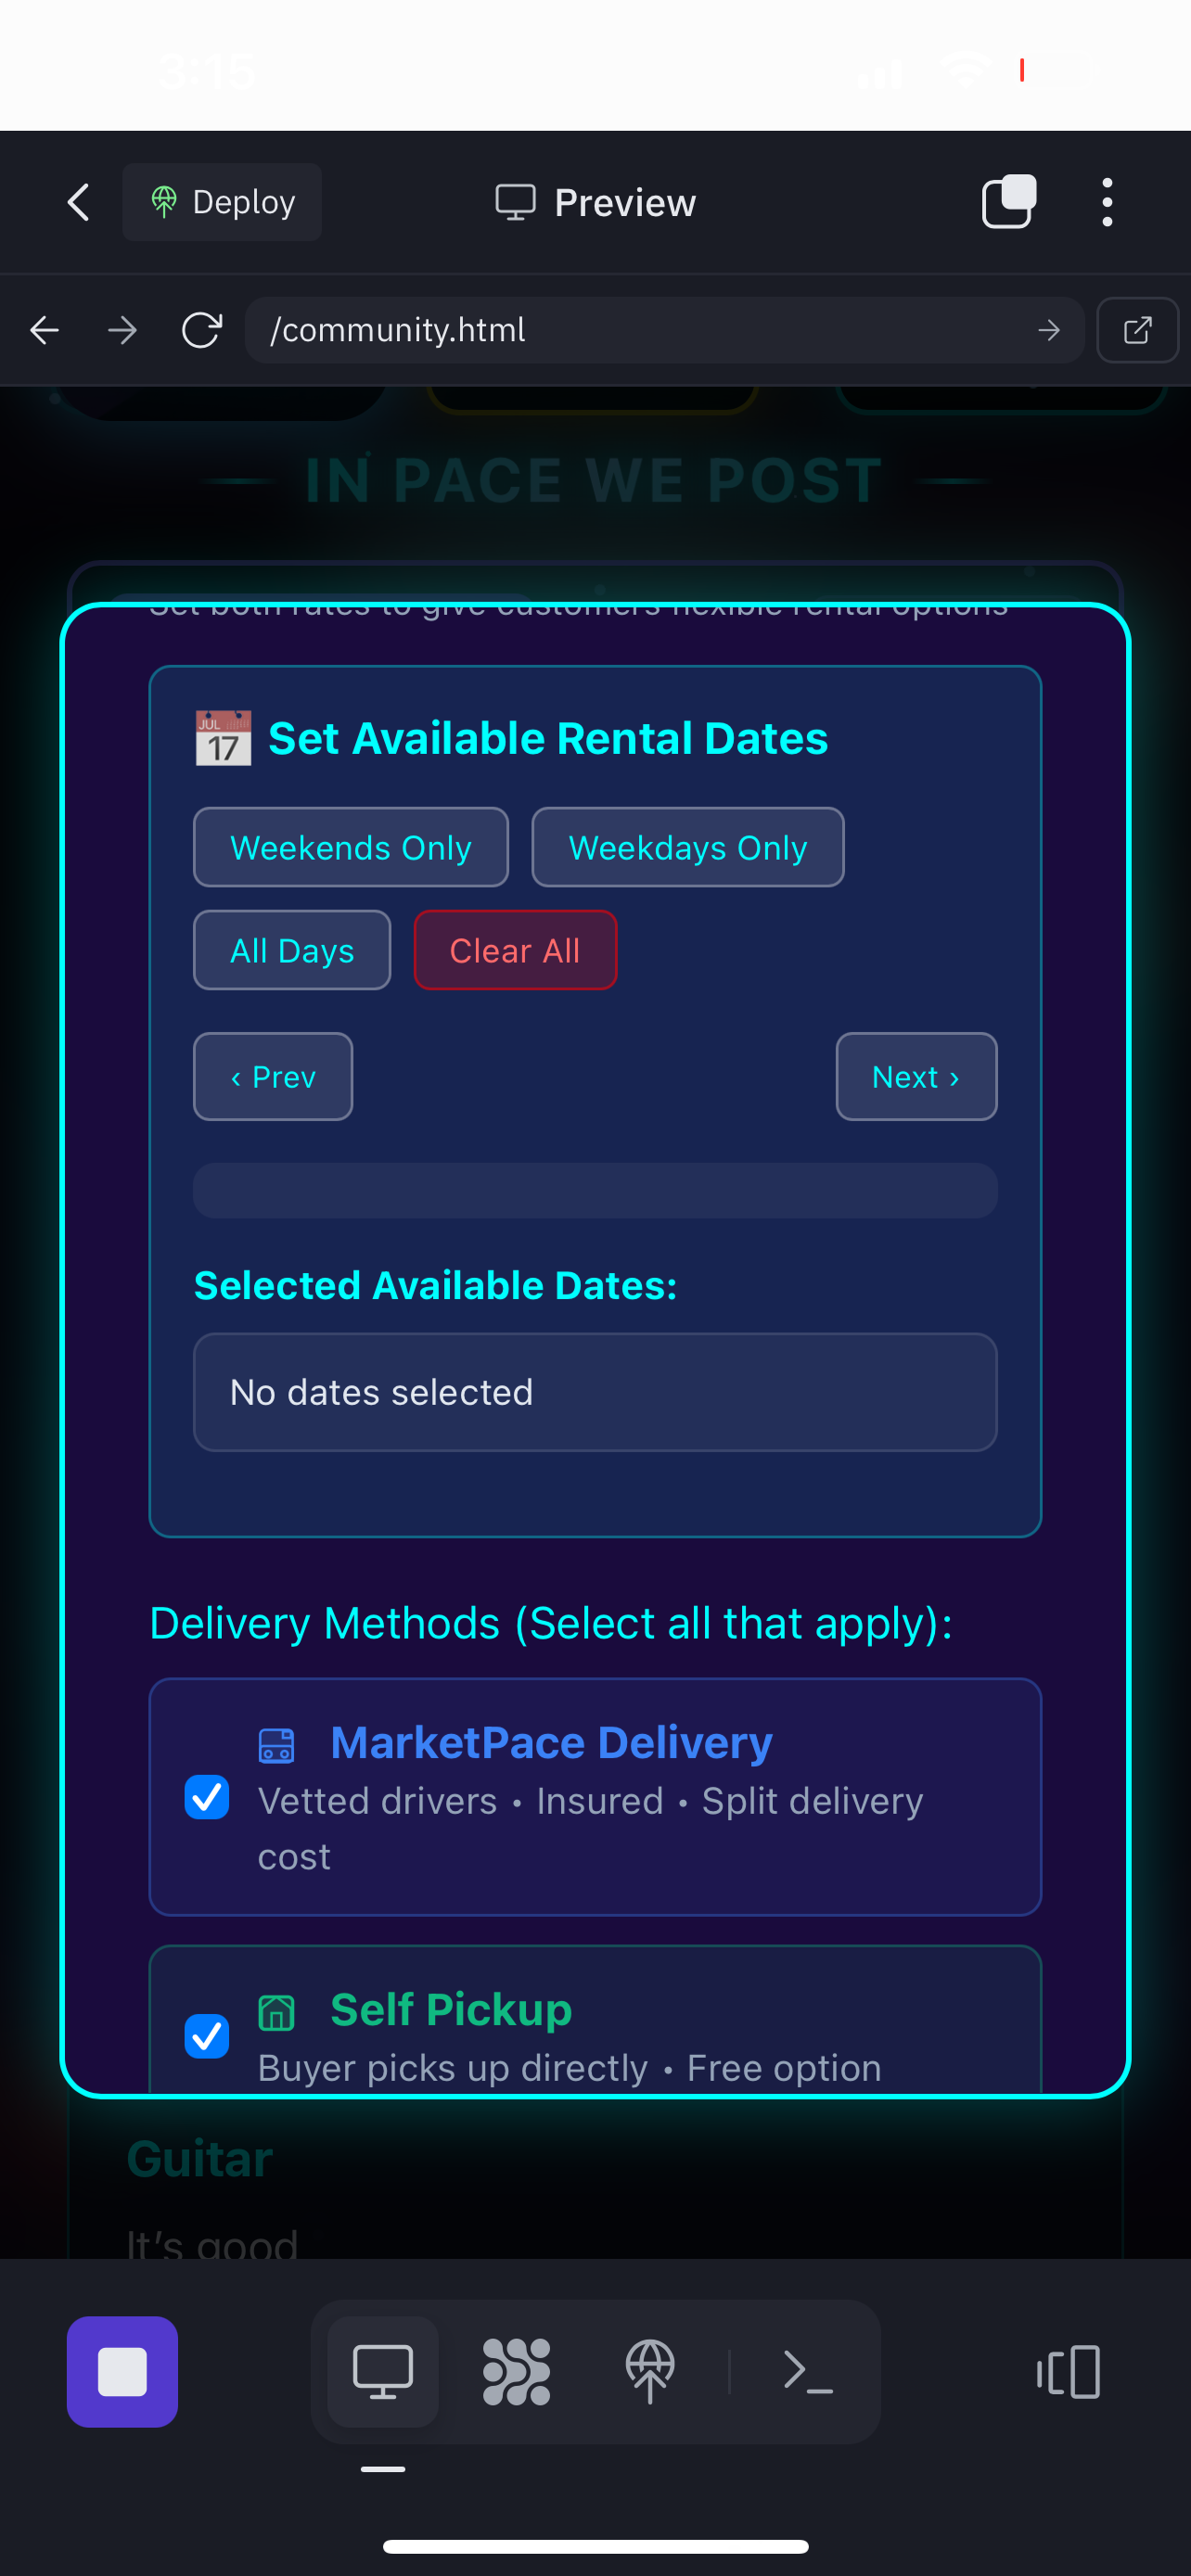 3:15
Deploy
Preview
/community.html
IN PACE WE POST
Set both rates to give customers flexible rental options
JUL
17
Set Available Rental Dates
Weekends Only
Weekdays Only
All Days
Clear All
‹ Prev
Next ›
Selected Available Dates:
No dates selected
Delivery Methods (Select all that apply):
MarketPace Delivery
Vetted drivers • Insured • Split delivery
cost
Self Pickup
Buyer picks up directly • Free option
Guitar
It’s good